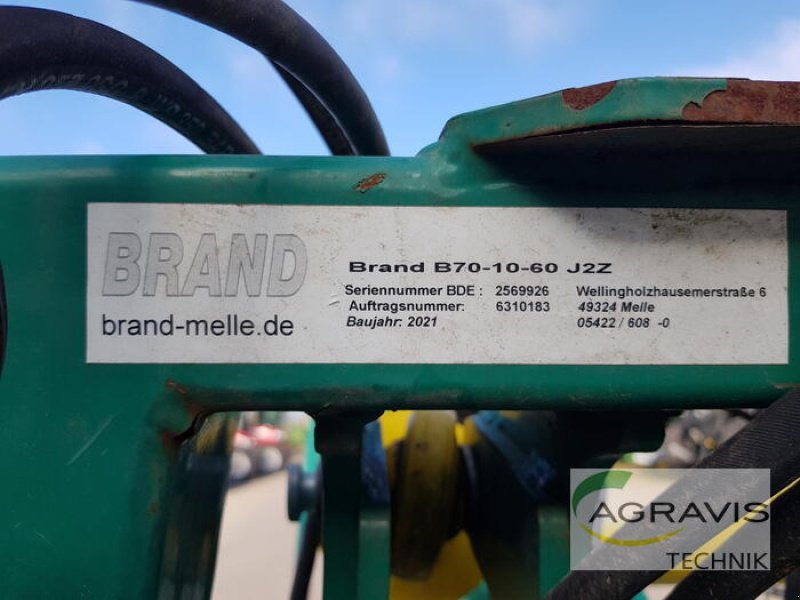 BRAND
brand-melle.de
Brand B70-10-60 J2Z
Seriennummer BDE : 2569926 Wellingholzhausemerstraße 6
Auftragsnummer: 6310183 49324 Melle
Baujahr: 2021 05422 / 608 -0
AGRAVIS
TECHNIK